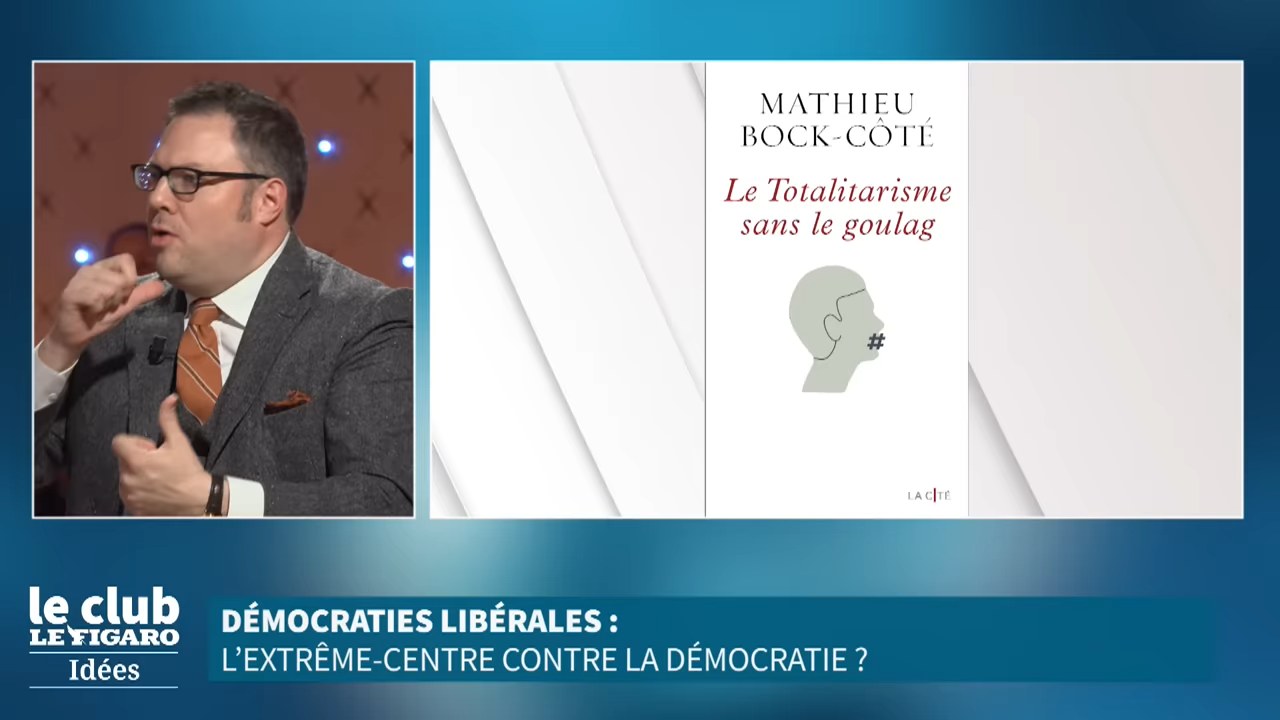 MATHIEU
BOCK-CÔTÉ
Le Totalitarisme
sans le goulag
#
LA CITÉ
le club
LE FIGARO
Idées
DÉMOCRATIES LIBÉRALES :
L'EXTRÊME-CENTRE CONTRE LA DÉMOCRATIE ?